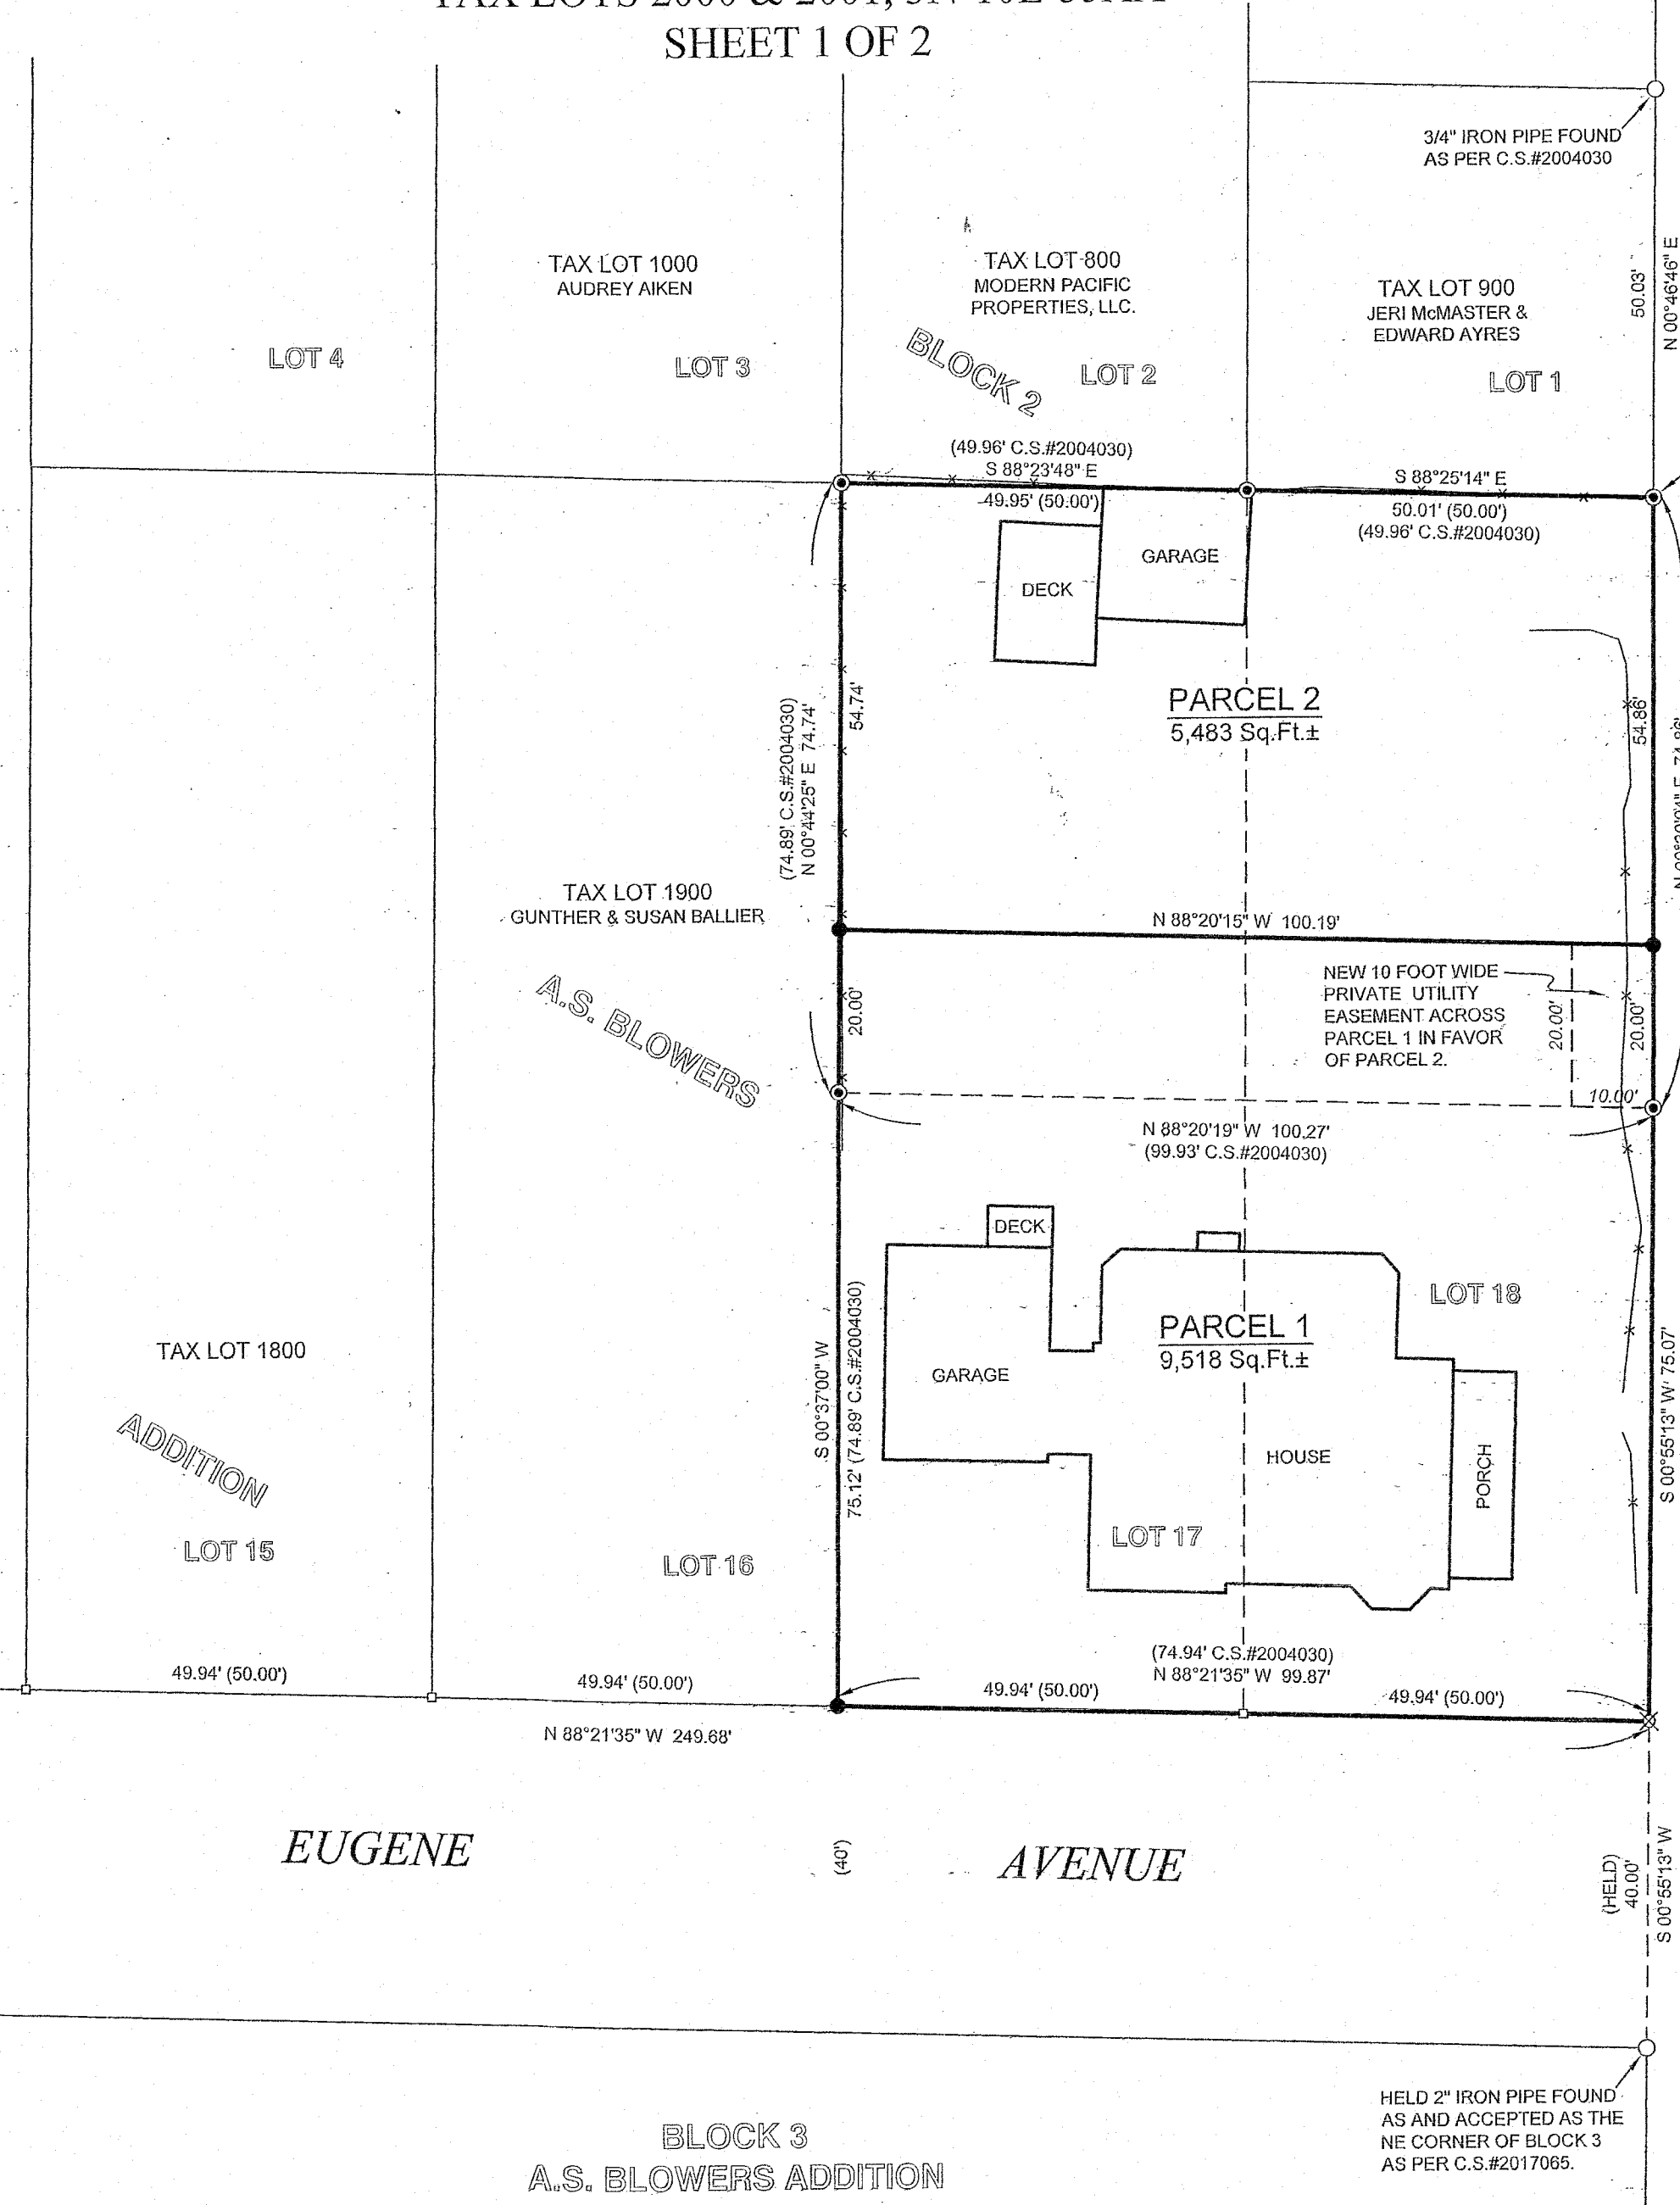 SHEET 1 OF 2
3/4" IRON PIPE FOUND
AS PER C.S.#2004030
TAX LOT 1000
AUDREY AIKEN
TAX LOT 800
MODERN PACIFIC
PROPERTIES, LLC.
TAX LOT 900
JERI McMASTER &
EDWARD AYRES
50.03'
N 00°46'46" E
LOT 4
LOT 3
BLOCK 2
LOT 2
LOT 1
(49.96' C.S.#2004030)
S 88°23'48" E
49.95' (50.00')
S 88°25'14" E
50.01' (50.00')
(49.96' C.S.#2004030)
GARAGE
DECK
PARCEL 2
5,483 Sq.Ft.±
(74.89' C.S.#2004030)
N 00°44'25" E 74.74'
54.74'
54.86'
TAX LOT 1900
GUNTHER & SUSAN BALLIER
N 88°20'15" W 100.19'
A.S. BLOWERS
20.00'
NEW 10 FOOT WIDE
PRIVATE UTILITY
EASEMENT ACROSS
PARCEL 1 IN FAVOR
OF PARCEL 2.
20.00'
20.00'
10.00'
N 88°20'19" W 100.27'
(99.93' C.S.#2004030)
DECK
LOT 18
PARCEL 1
9,518 Sq.Ft.±
TAX LOT 1800
GARAGE
S 00°37'00" W
75.12' (74.89' C.S.#2004030)
S 00°55'13" W 75.07'
ADDITION
HOUSE
PORCH
LOT 15
LOT 16
LOT 17
(74.94' C.S.#2004030)
N 88°21'35" W 99.87'
49.94' (50.00')
49.94' (50.00')
49.94' (50.00')
49.94' (50.00')
N 88°21'35" W 249.68'
EUGENE
(40')
AVENUE
(HELD)
40.00'
S 00°55'13" W
HELD 2" IRON PIPE FOUND
AS AND ACCEPTED AS THE
NE CORNER OF BLOCK 3
AS PER C.S.#2017065.
BLOCK 3
A.S. BLOWERS ADDITION